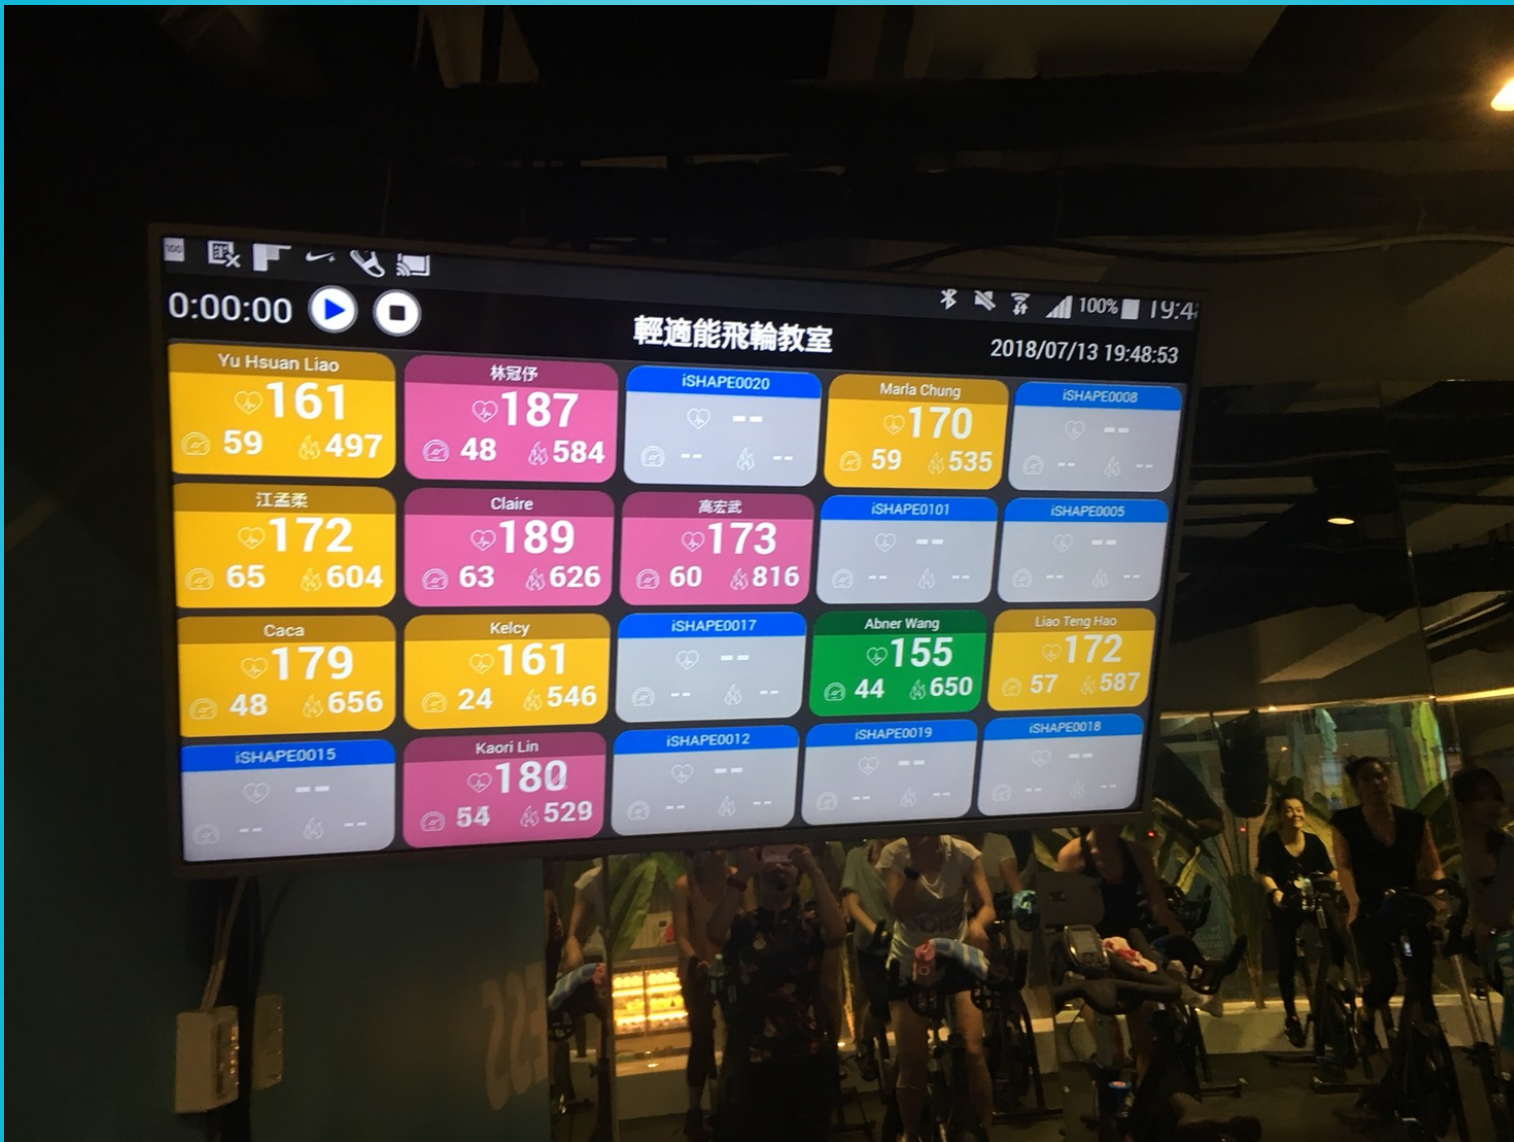 100
0:00:00
輕適能飛輪教室
100%
19:4
2018/07/13 19:48:53
Yu Hsuan Liao
161
59 497
林冠伃
187
48 584
iSHAPE0020
--
-- --
Marla Chung
170
59 535
iSHAPE0008
--
-- --
江孟柔
172
65 604
Claire
189
63 626
高宏武
173
60 816
iSHAPE0101
--
-- --
iSHAPE0005
--
-- --
Caca
179
48 656
Kelcy
161
24 546
iSHAPE0017
--
-- --
Abner Wang
155
44 650
Liao Teng Hao
172
57 587
iSHAPE0015
--
-- --
Kaori Lin
180
54 529
iSHAPE0012
--
-- --
iSHAPE0019
--
-- --
iSHAPE0018
--
-- --